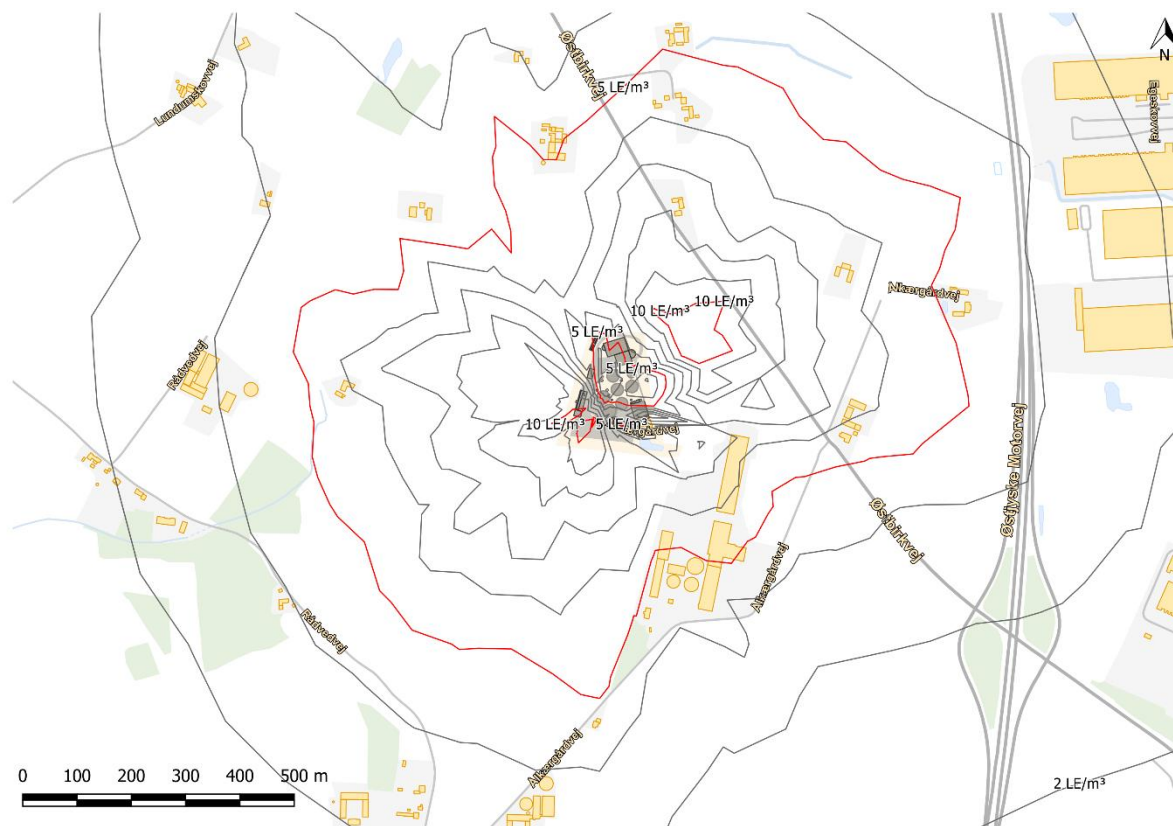 Østbirkvej
N
5 LE/m³
Egeskovvej
Lundumskovvej
Alkærgårdvej
10 LE/m³
10 LE/m³
5 LE/m³
5 LE/m³
Rådvedvej
10 LE/m³
5 LE/m³
Østjyske Motorvej
Østbirkvej
Alkærgårdvej
Rådvedvej
Alkærgårdvej
0 100 200 300 400 500 m
2 LE/m³